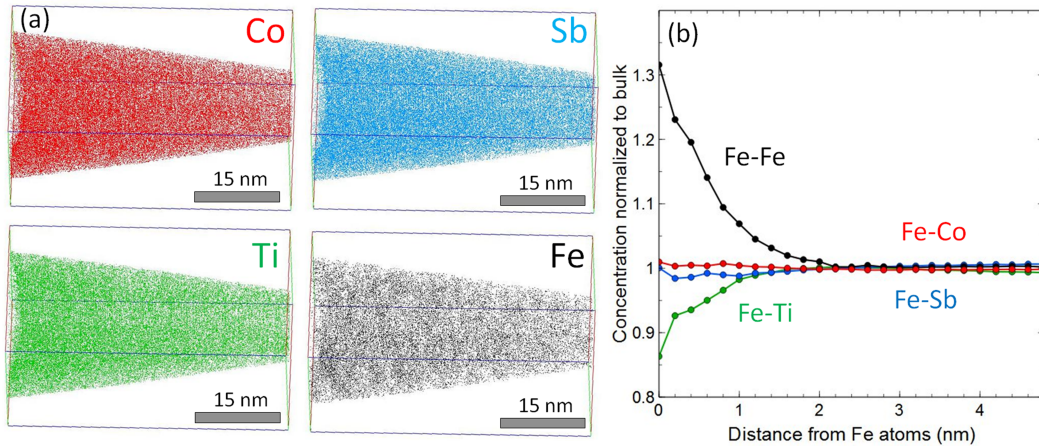 (a)
Co
15 nm
Sb
15 nm
Ti
15 nm
Fe
15 nm
(b)
Concentration normalized to bulk
1.3
1.2
1.1
1
0.9
0.8
Fe-Fe
Fe-Co
Fe-Sb
Fe-Ti
0 1 2 3 4
Distance from Fe atoms (nm)